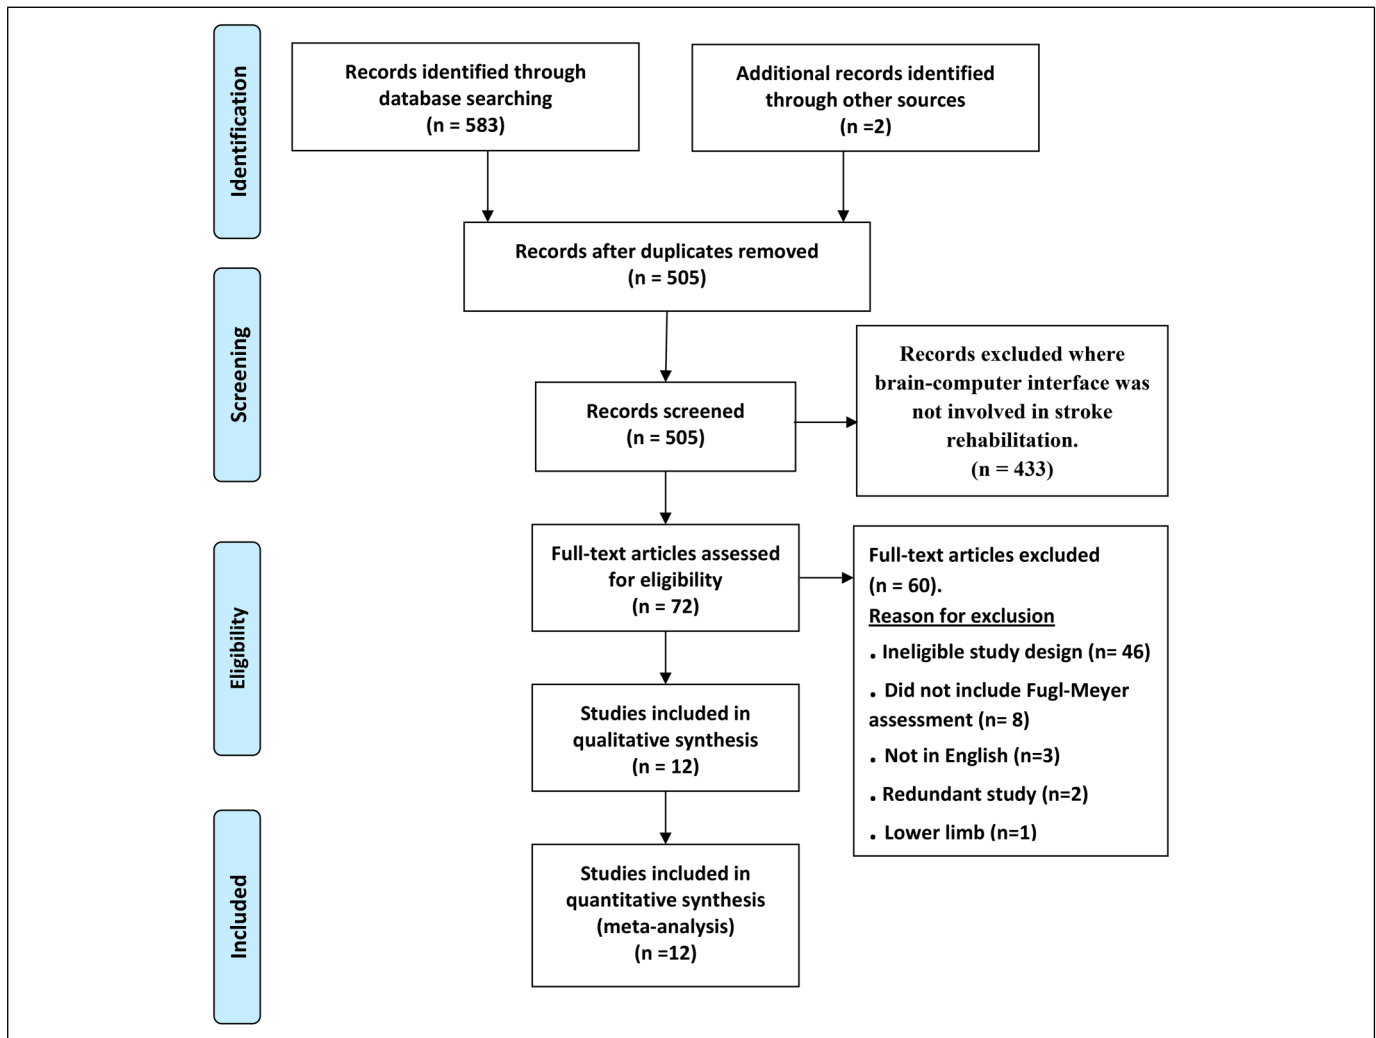 Identification
Records identified through
database searching
(n = 583)
Additional records identified
through other sources
(n =2)
Records after duplicates removed
(n = 505)
Screening
Records screened
(n = 505)
Records excluded where
brain-computer interface was
not involved in stroke
rehabilitation.
(n = 433)
Eligibility
Full-text articles assessed
for eligibility
(n = 72)
Full-text articles excluded
(n = 60).
Reason for exclusion
. Ineligible study design (n= 46)
. Did not include Fugl-Meyer
assessment (n= 8)
. Not in English (n=3)
. Redundant study (n=2)
. Lower limb (n=1)
Studies included in
qualitative synthesis
(n = 12)
Included
Studies included in
quantitative synthesis
(meta-analysis)
(n =12)